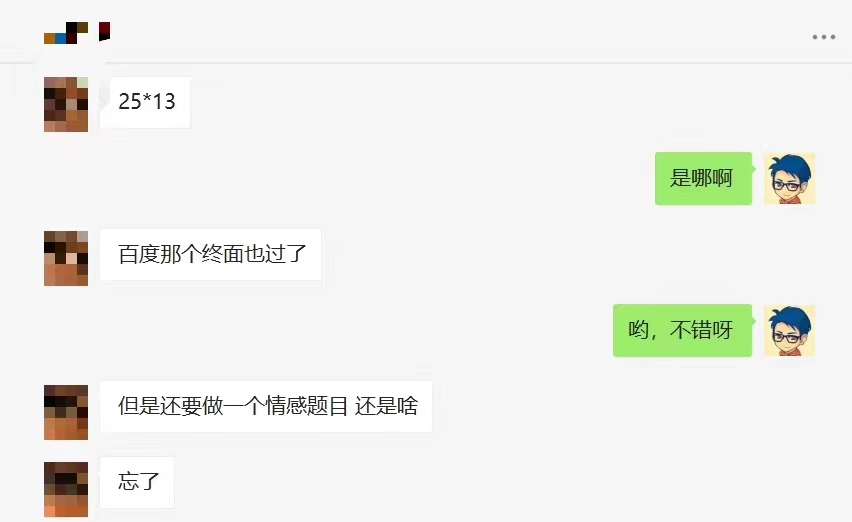 25*13
是哪啊
百度那个终面也过了
哟，不错呀
但是还要做一个情感题目 还是啥
忘了